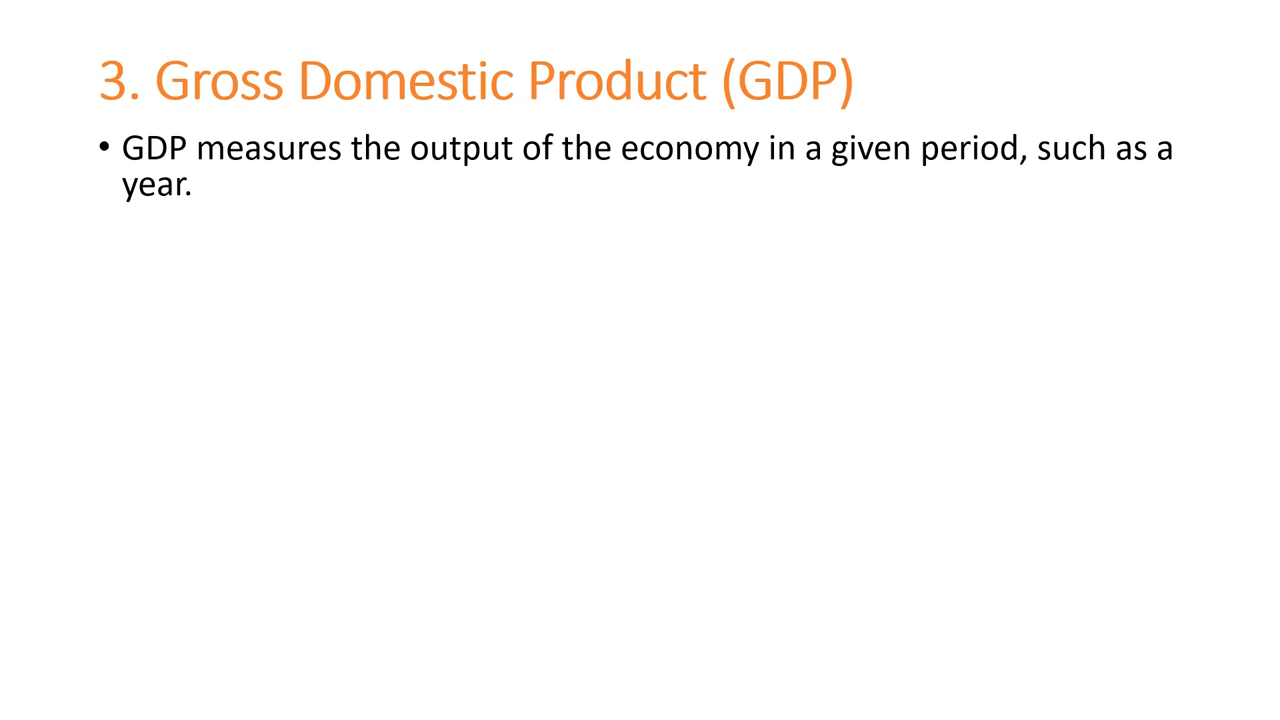 3. Gross Domestic Product (GDP)
• GDP measures the output of the economy in a given period, such as a
year.